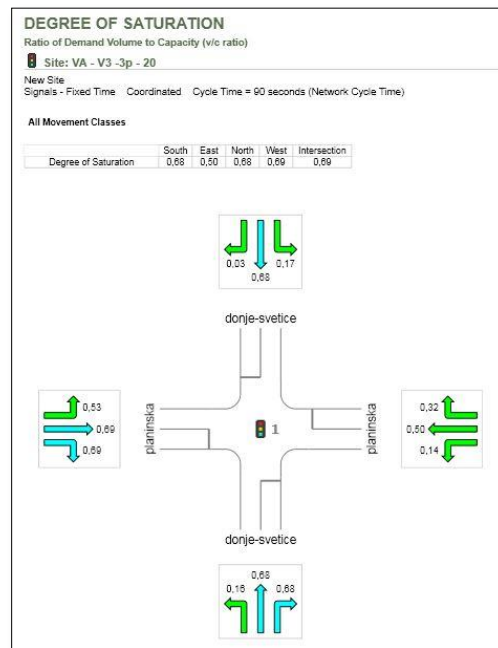 DEGREE OF SATURATION
Ratio of Demand Volume to Capacity (v/c ratio)
Site: VA - V3 -3p - 20
New Site
Signals - Fixed Time Coordinated Cycle Time = 90 seconds (Network Cycle Time)
All Movement Classes
South East North West Intersection
Degree of Saturation 0,68 0,50 0,68 0,69 0,69
0,03 0,17
0,68
donje-svetice
0,53
0,69
0,69
planinska
1
planinska
0,32
0,50
0,14
donje-svetice
0,68
0,16 0,68